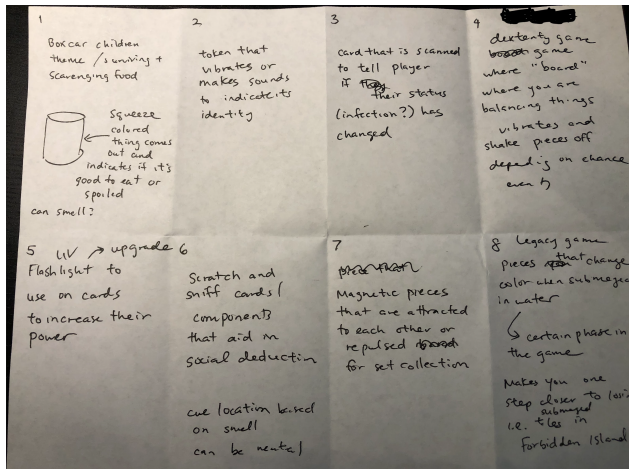 1
Boxcar children
theme / surviving +
scavenging food
squeeze
colored
thing comes
out and
indicates if it's
good to eat or
spoiled
can smell?
2
token that
vibrates or
makes sounds
to indicate its
identity
3
card that is scanned
to tell player
if their status
(infection?) has
changed
4
dexterity game
game
where "board"
where you are
balancing things
vibrates and
shake pieces off
depending on chance
events
5 UV → upgrade
Flashlight to
use on cards
to increase their
power
6
Scratch and
sniff cards /
components
that aid in
social deduction
cue location based
on smell
can be neutral
7
Magnetic pieces
that are attracted
to each other or
repulsed
for set collection
8 legacy game
pieces that change
color when submerged
in water
certain phase in
the game
Makes you one
step closer to losi
i.e. submerged tiles in
Forbidden Island